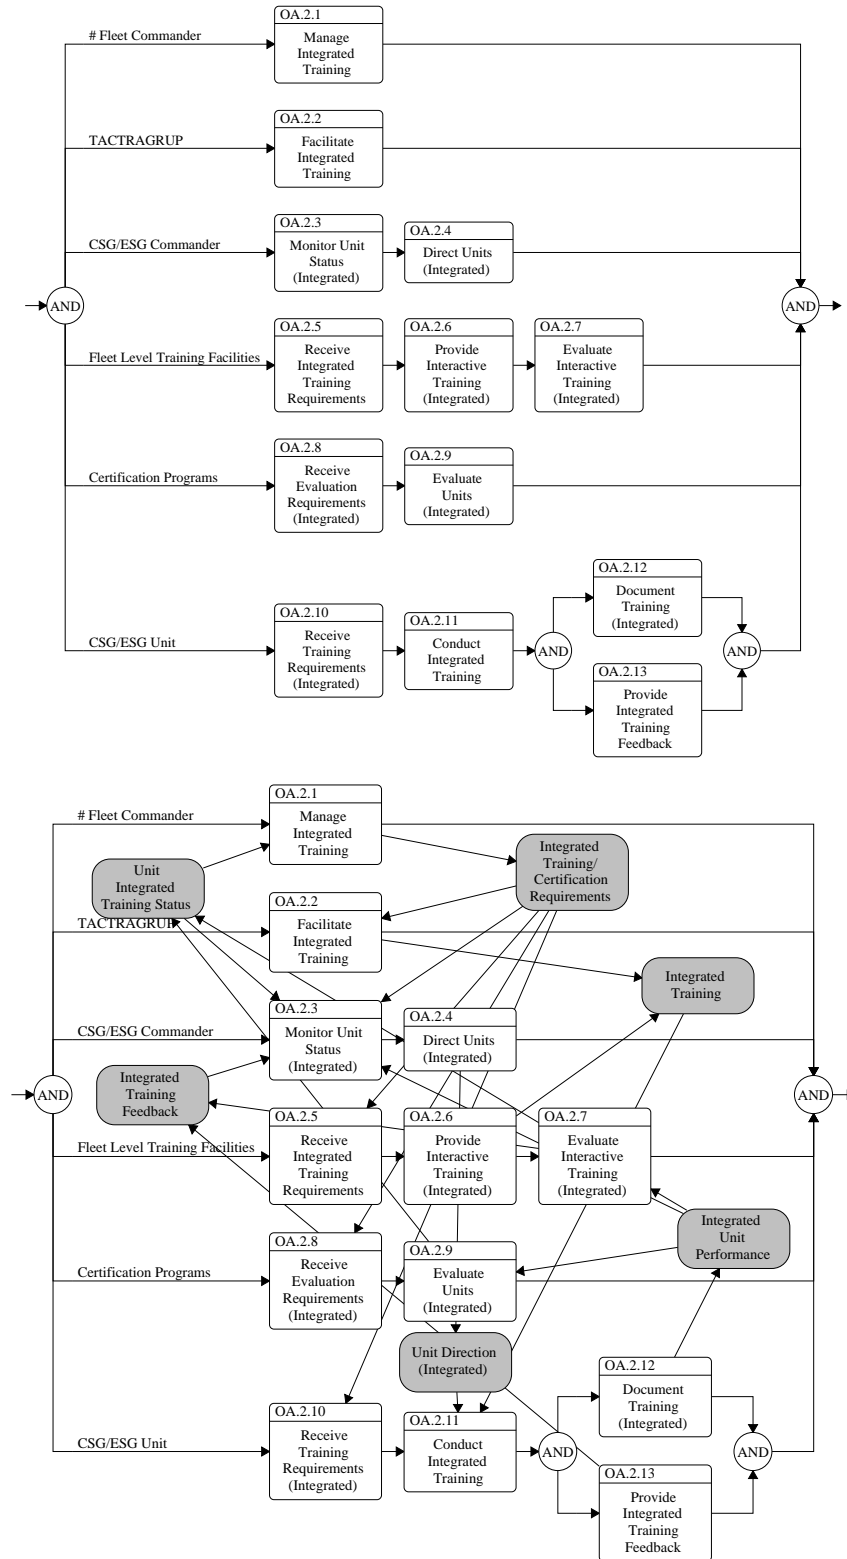 OA.2.1
# Fleet Commander
Manage
Integrated
Training
OA.2.2
TACTRAGRUP
Facilitate
Integrated
Training
OA.2.3
OA.2.4
CSG/ESG Commander
Monitor Unit
Status
(Integrated)
Direct Units
(Integrated)
AND
AND
OA.2.5
OA.2.6
OA.2.7
Fleet Level Training Facilities
Receive
Integrated
Training
Requirements
Provide
Interactive
Training
(Integrated)
Evaluate
Interactive
Training
(Integrated)
OA.2.8
OA.2.9
Certification Programs
Receive
Evaluation
Requirements
(Integrated)
Evaluate
Units
(Integrated)
OA.2.12
Document
Training
(Integrated)
OA.2.10
OA.2.11
CSG/ESG Unit
Receive
Training
Requirements
(Integrated)
Conduct
Integrated
Training
AND
AND
OA.2.13
Provide
Integrated
Training
Feedback
OA.2.1
# Fleet Commander
Manage
Integrated
Training
Integrated
Training/
Certification
Requirements
Unit
Integrated
Training Status
OA.2.2
TACTRAGRUP
Facilitate
Integrated
Training
Integrated
Training
OA.2.3
OA.2.4
CSG/ESG Commander
Monitor Unit
Status
(Integrated)
Direct Units
(Integrated)
Integrated
Training
Feedback
AND
AND
OA.2.5
OA.2.6
OA.2.7
Fleet Level Training Facilities
Receive
Integrated
Training
Requirements
Provide
Interactive
Training
(Integrated)
Evaluate
Interactive
Training
(Integrated)
Integrated
Unit
Performance
OA.2.8
OA.2.9
Certification Programs
Receive
Evaluation
Requirements
(Integrated)
Evaluate
Units
(Integrated)
Unit Direction
(Integrated)
OA.2.12
Document
Training
(Integrated)
OA.2.10
OA.2.11
CSG/ESG Unit
Receive
Training
Requirements
(Integrated)
Conduct
Integrated
Training
AND
AND
OA.2.13
Provide
Integrated
Training
Feedback